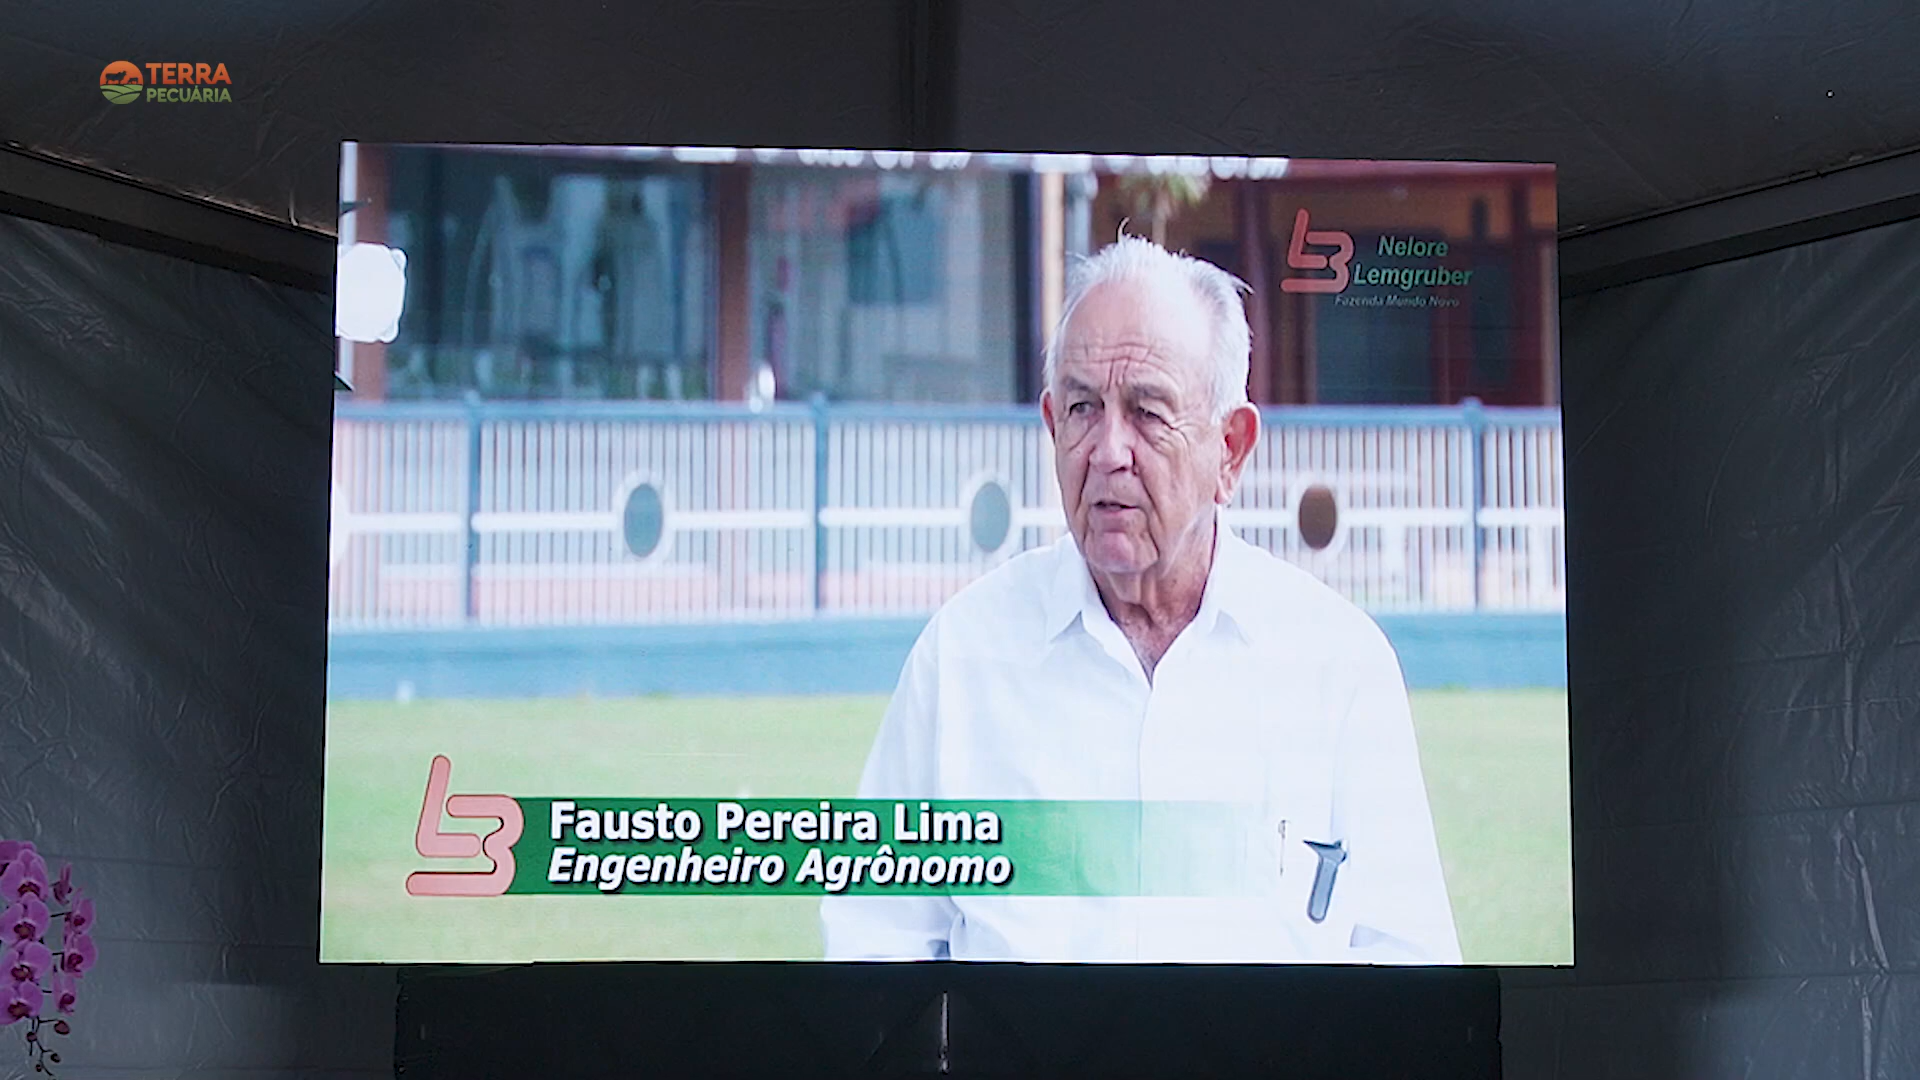 TERRA
PECUÁRIA
Nelore
Lemgruber
Fazenda Mundo Novo
Fausto Pereira Lima
Engenheiro Agrônomo